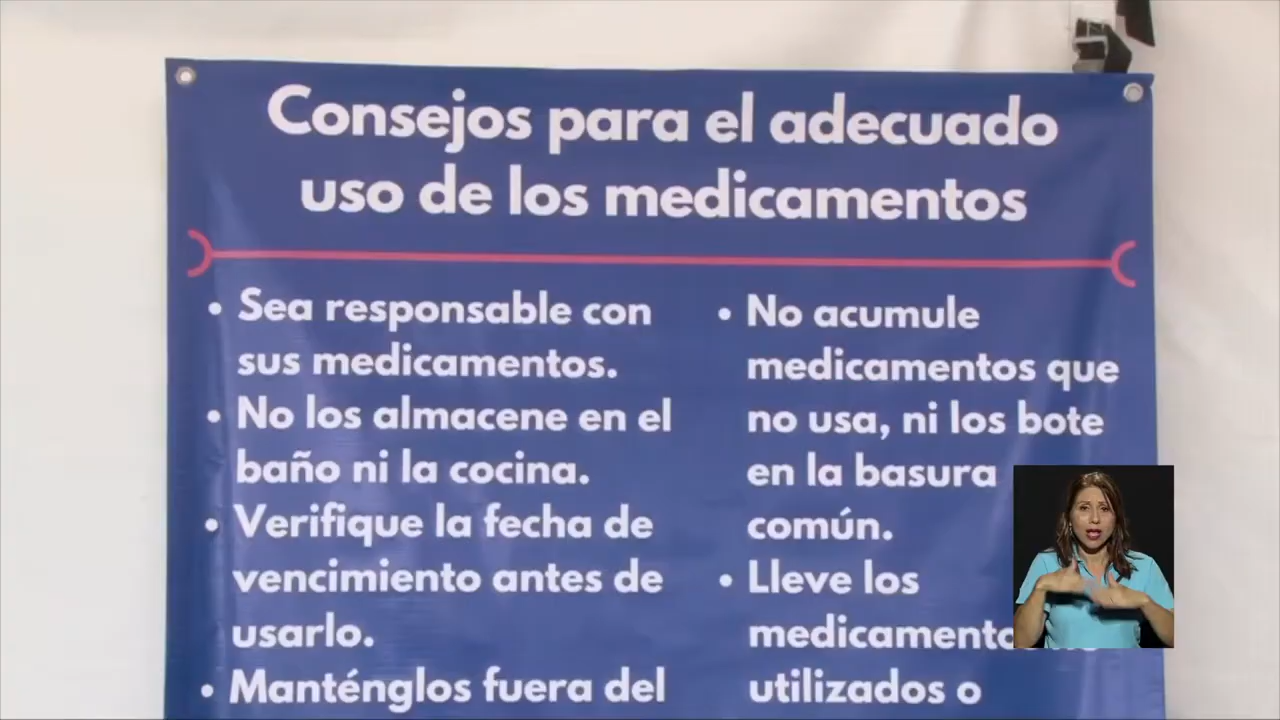 Consejos para el adecuado
uso de los medicamentos
• Sea responsable con
sus medicamentos.
• No los almacene en el
baño ni la cocina.
• Verifique la fecha de
vencimiento antes de
usarlo.
• Manténglos fuera del
• No acumule
medicamentos que
no usa, ni los bote
en la basura
común.
• Lleve los
utilizados o